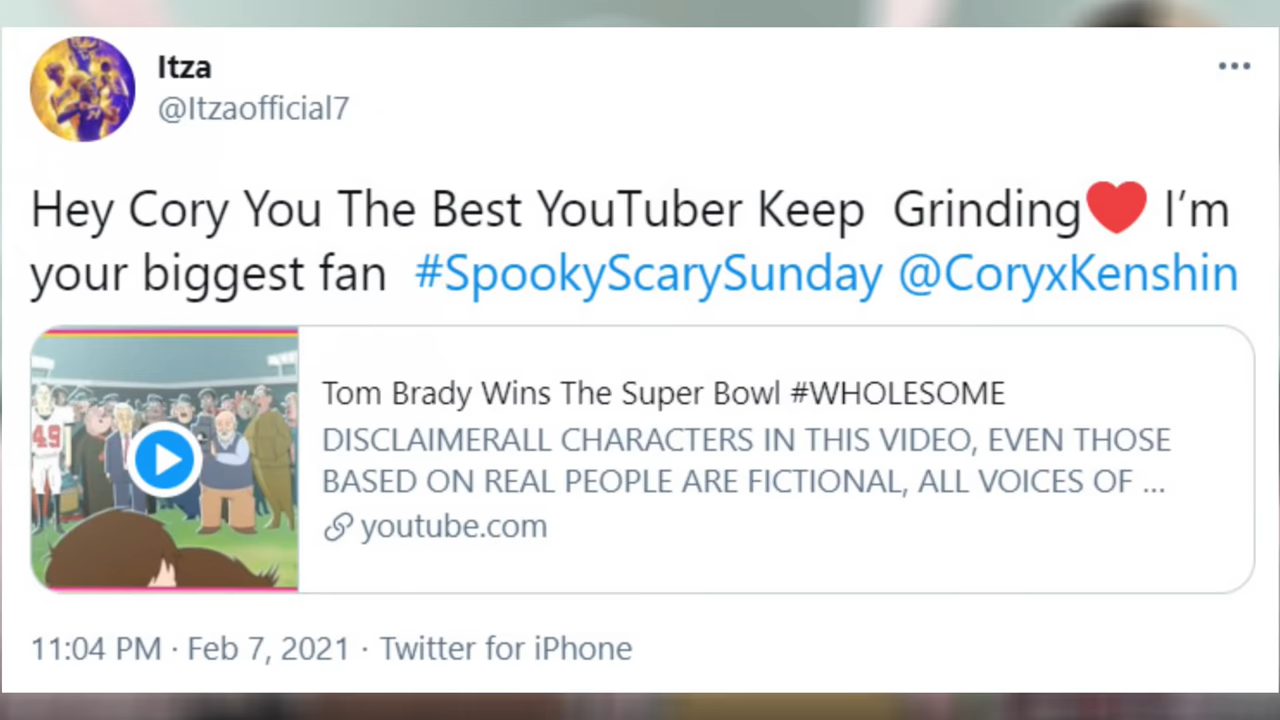 Itza
@Itzaofficial7
Hey Cory You The Best YouTuber Keep Grinding❤️ I’m
your biggest fan #SpookyScarySunday @CoryxKenshin
49
Tom Brady Wins The Super Bowl #WHOLESOME
DISCLAIMERALL CHARACTERS IN THIS VIDEO, EVEN THOSE
BASED ON REAL PEOPLE ARE FICTIONAL, ALL VOICES OF ...
youtube.com
11:04 PM · Feb 7, 2021 · Twitter for iPhone